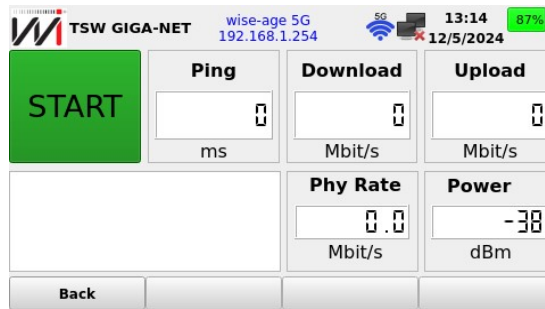 TSW GIGA-NET
wise-age 5G
192.168.1.254
5G
13:14
12/5/2024
87%
START
Ping
0
ms
Download
0
Mbit/s
Upload
0
Mbit/s
Phy Rate
0.0
Mbit/s
Power
-38
dBm
Back